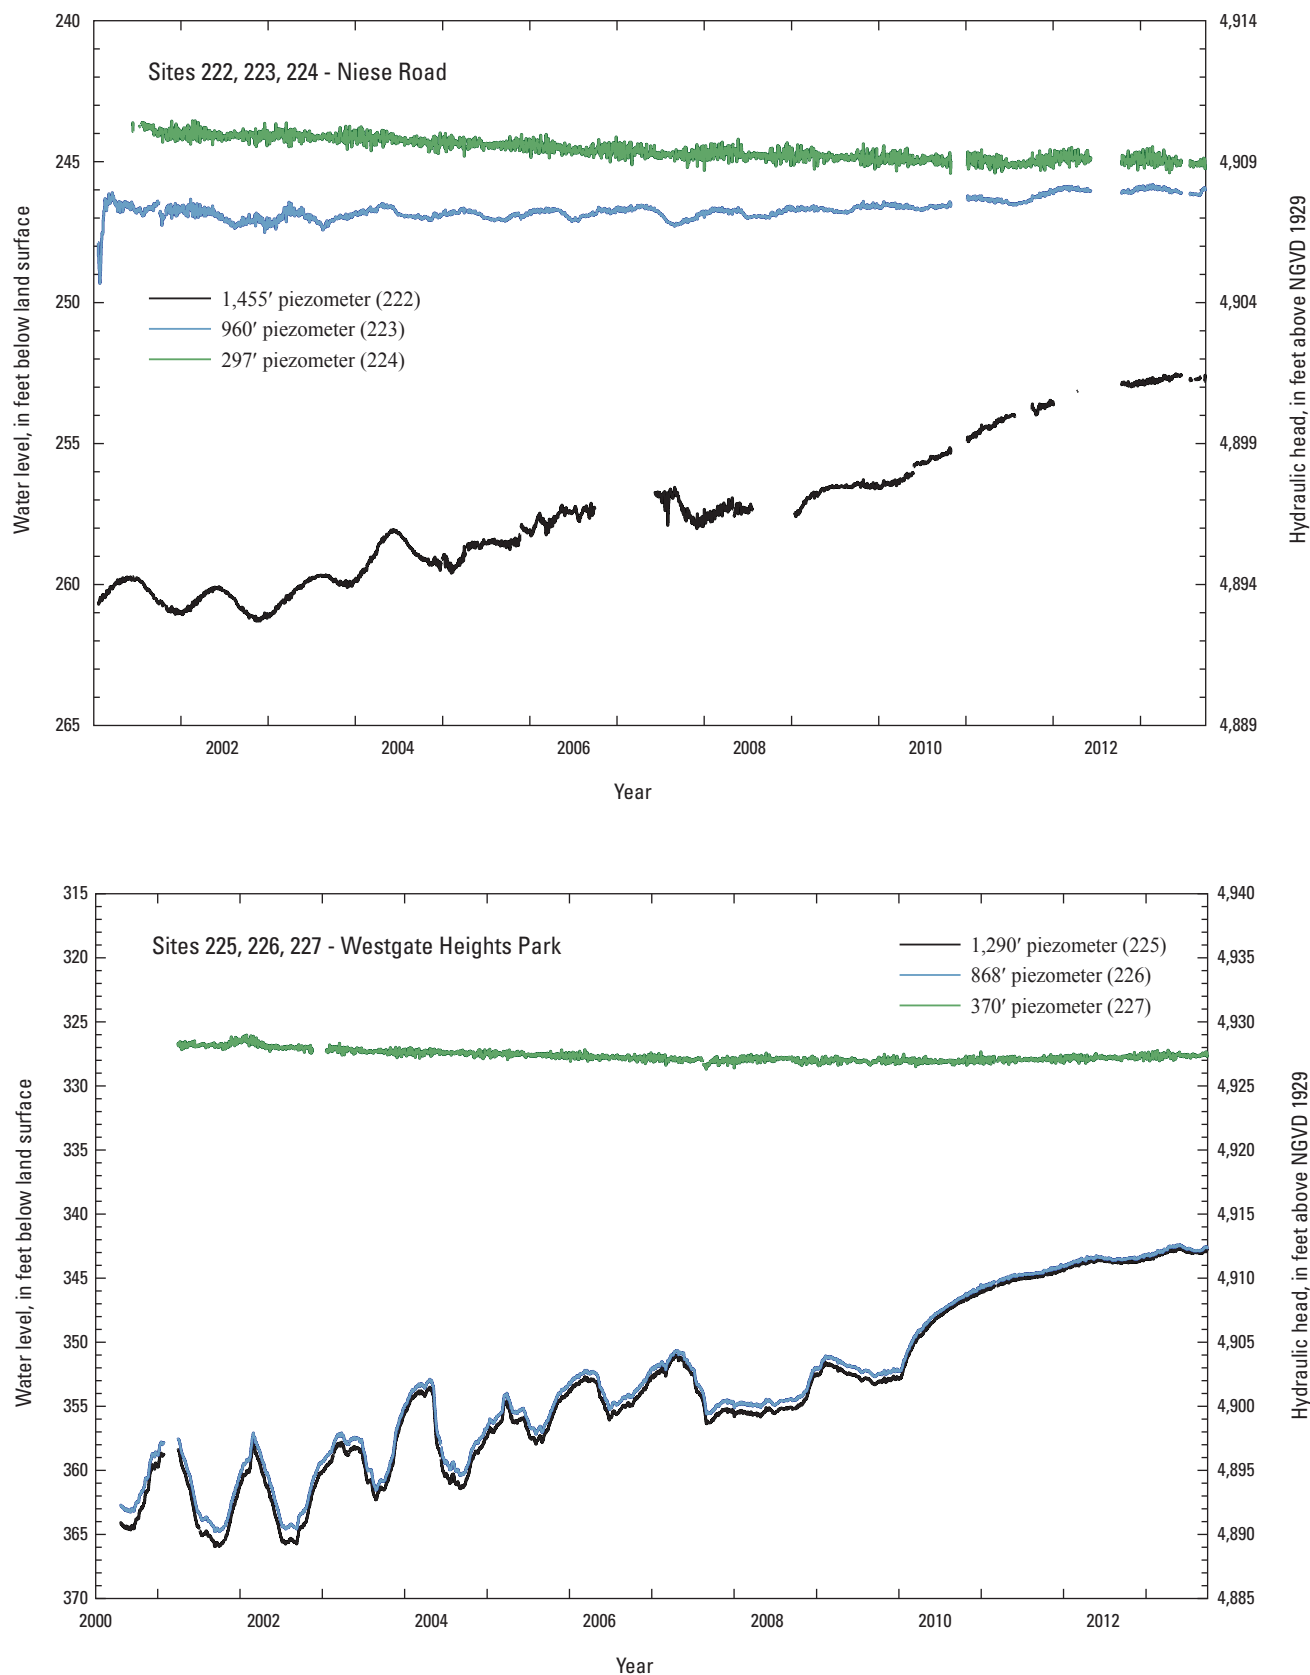 Sites 222, 223, 224 - Niese Road
Water level, in feet below land surface
240
245
250
255
260
265
Hydraulic head, in feet above NGVD 1929
4,914
4,909
4,904
4,899
4,894
4,889
1,455′ piezometer (222)
960′ piezometer (223)
297′ piezometer (224)
2002 2004 2006 2008 2010 2012
Year
Sites 225, 226, 227 - Westgate Heights Park
1,290′ piezometer (225)
868′ piezometer (226)
370′ piezometer (227)
Water level, in feet below land surface
315
320
325
330
335
340
345
350
355
360
365
370
Hydraulic head, in feet above NGVD 1929
4,940
4,935
4,930
4,925
4,920
4,915
4,910
4,905
4,900
4,895
4,890
4,885
2000 2002 2004 2006 2008 2010 2012
Year